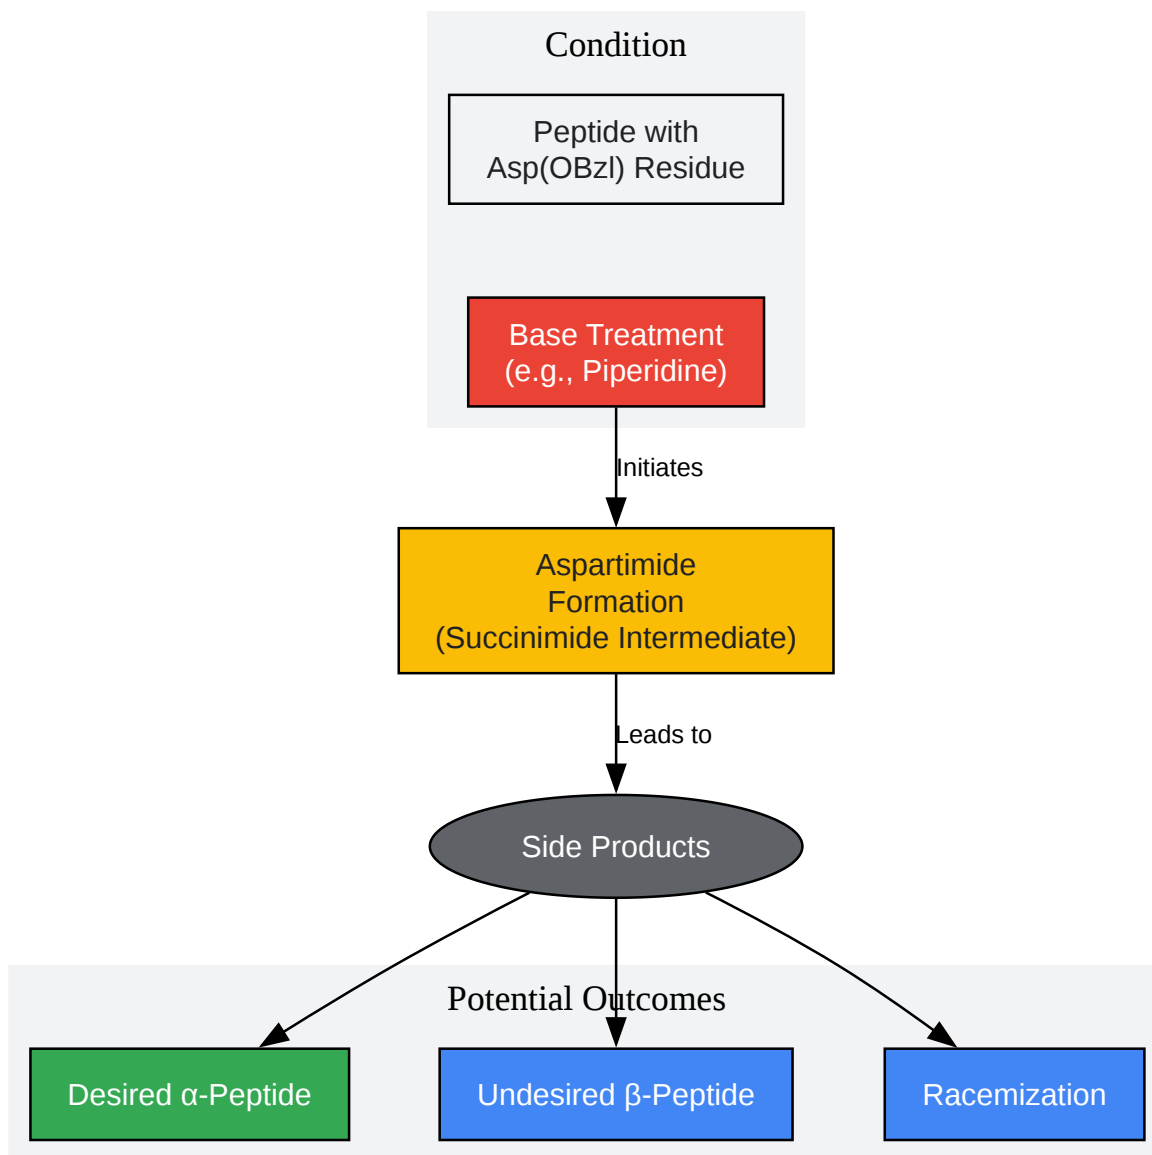 Condition
Peptide with
Asp(OBzl) Residue
Base Treatment
(e.g., Piperidine)
Initiates
Aspartimide
Formation
(Succinimide Intermediate)
Leads to
Side Products
Potential Outcomes
Desired α-Peptide
Undesired β-Peptide
Racemization